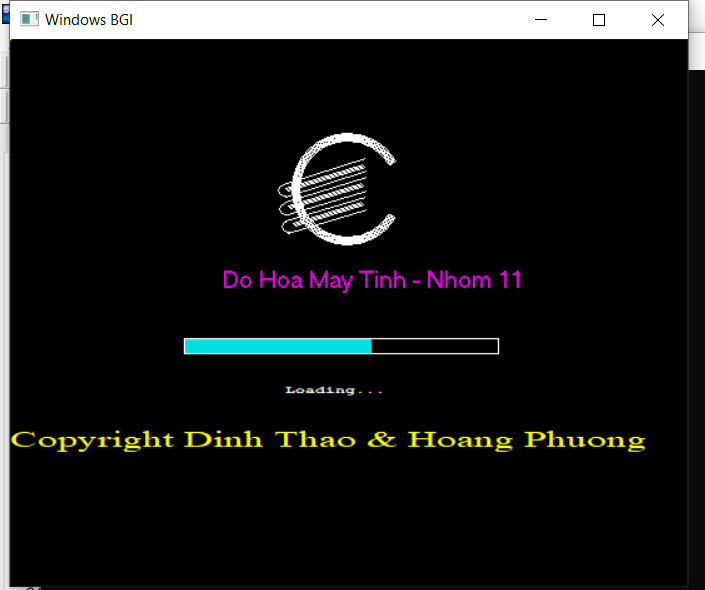 Windows BGI
Do Hoa May Tinh - Nhom 11
Loading...
Copyright Dinh Thao & Hoang Phuong